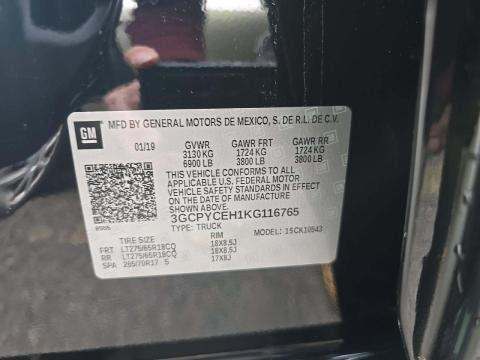 GM
MFD BY GENERAL MOTORS DE MEXICO, S. DE R.L. DE C.V.
01/19 GVWR GAWR FRT GAWR RR
3130 KG 1724 KG 1724 KG
6900 LB 3800 LB 3800 LB
THIS VEHICLE CONFORMS TO ALL
APPLICABLE U.S. FEDERAL MOTOR
VEHICLE SAFETY STANDARDS IN EFFECT
ON THE DATE OF MANUFACTURE
SHOWN ABOVE.
3GCPYCEH1KG116765
TYPE: TRUCK MODEL: 1SCK10543
TIRE SIZE RIM
FRT LT275/65R18CQ 18X8.5J
RR LT275/65R18CQ 18X8.5J
SPA 265/70R17 S 17X8J